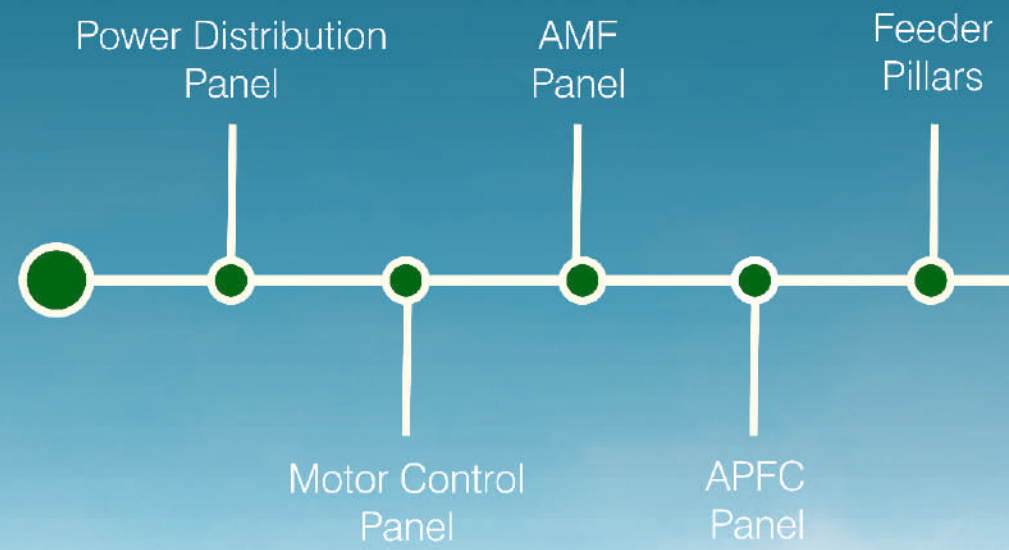 Power Distribution
Panel
AMF
Panel
Feeder
Pillars
Motor Control
Panel
APFC
Panel